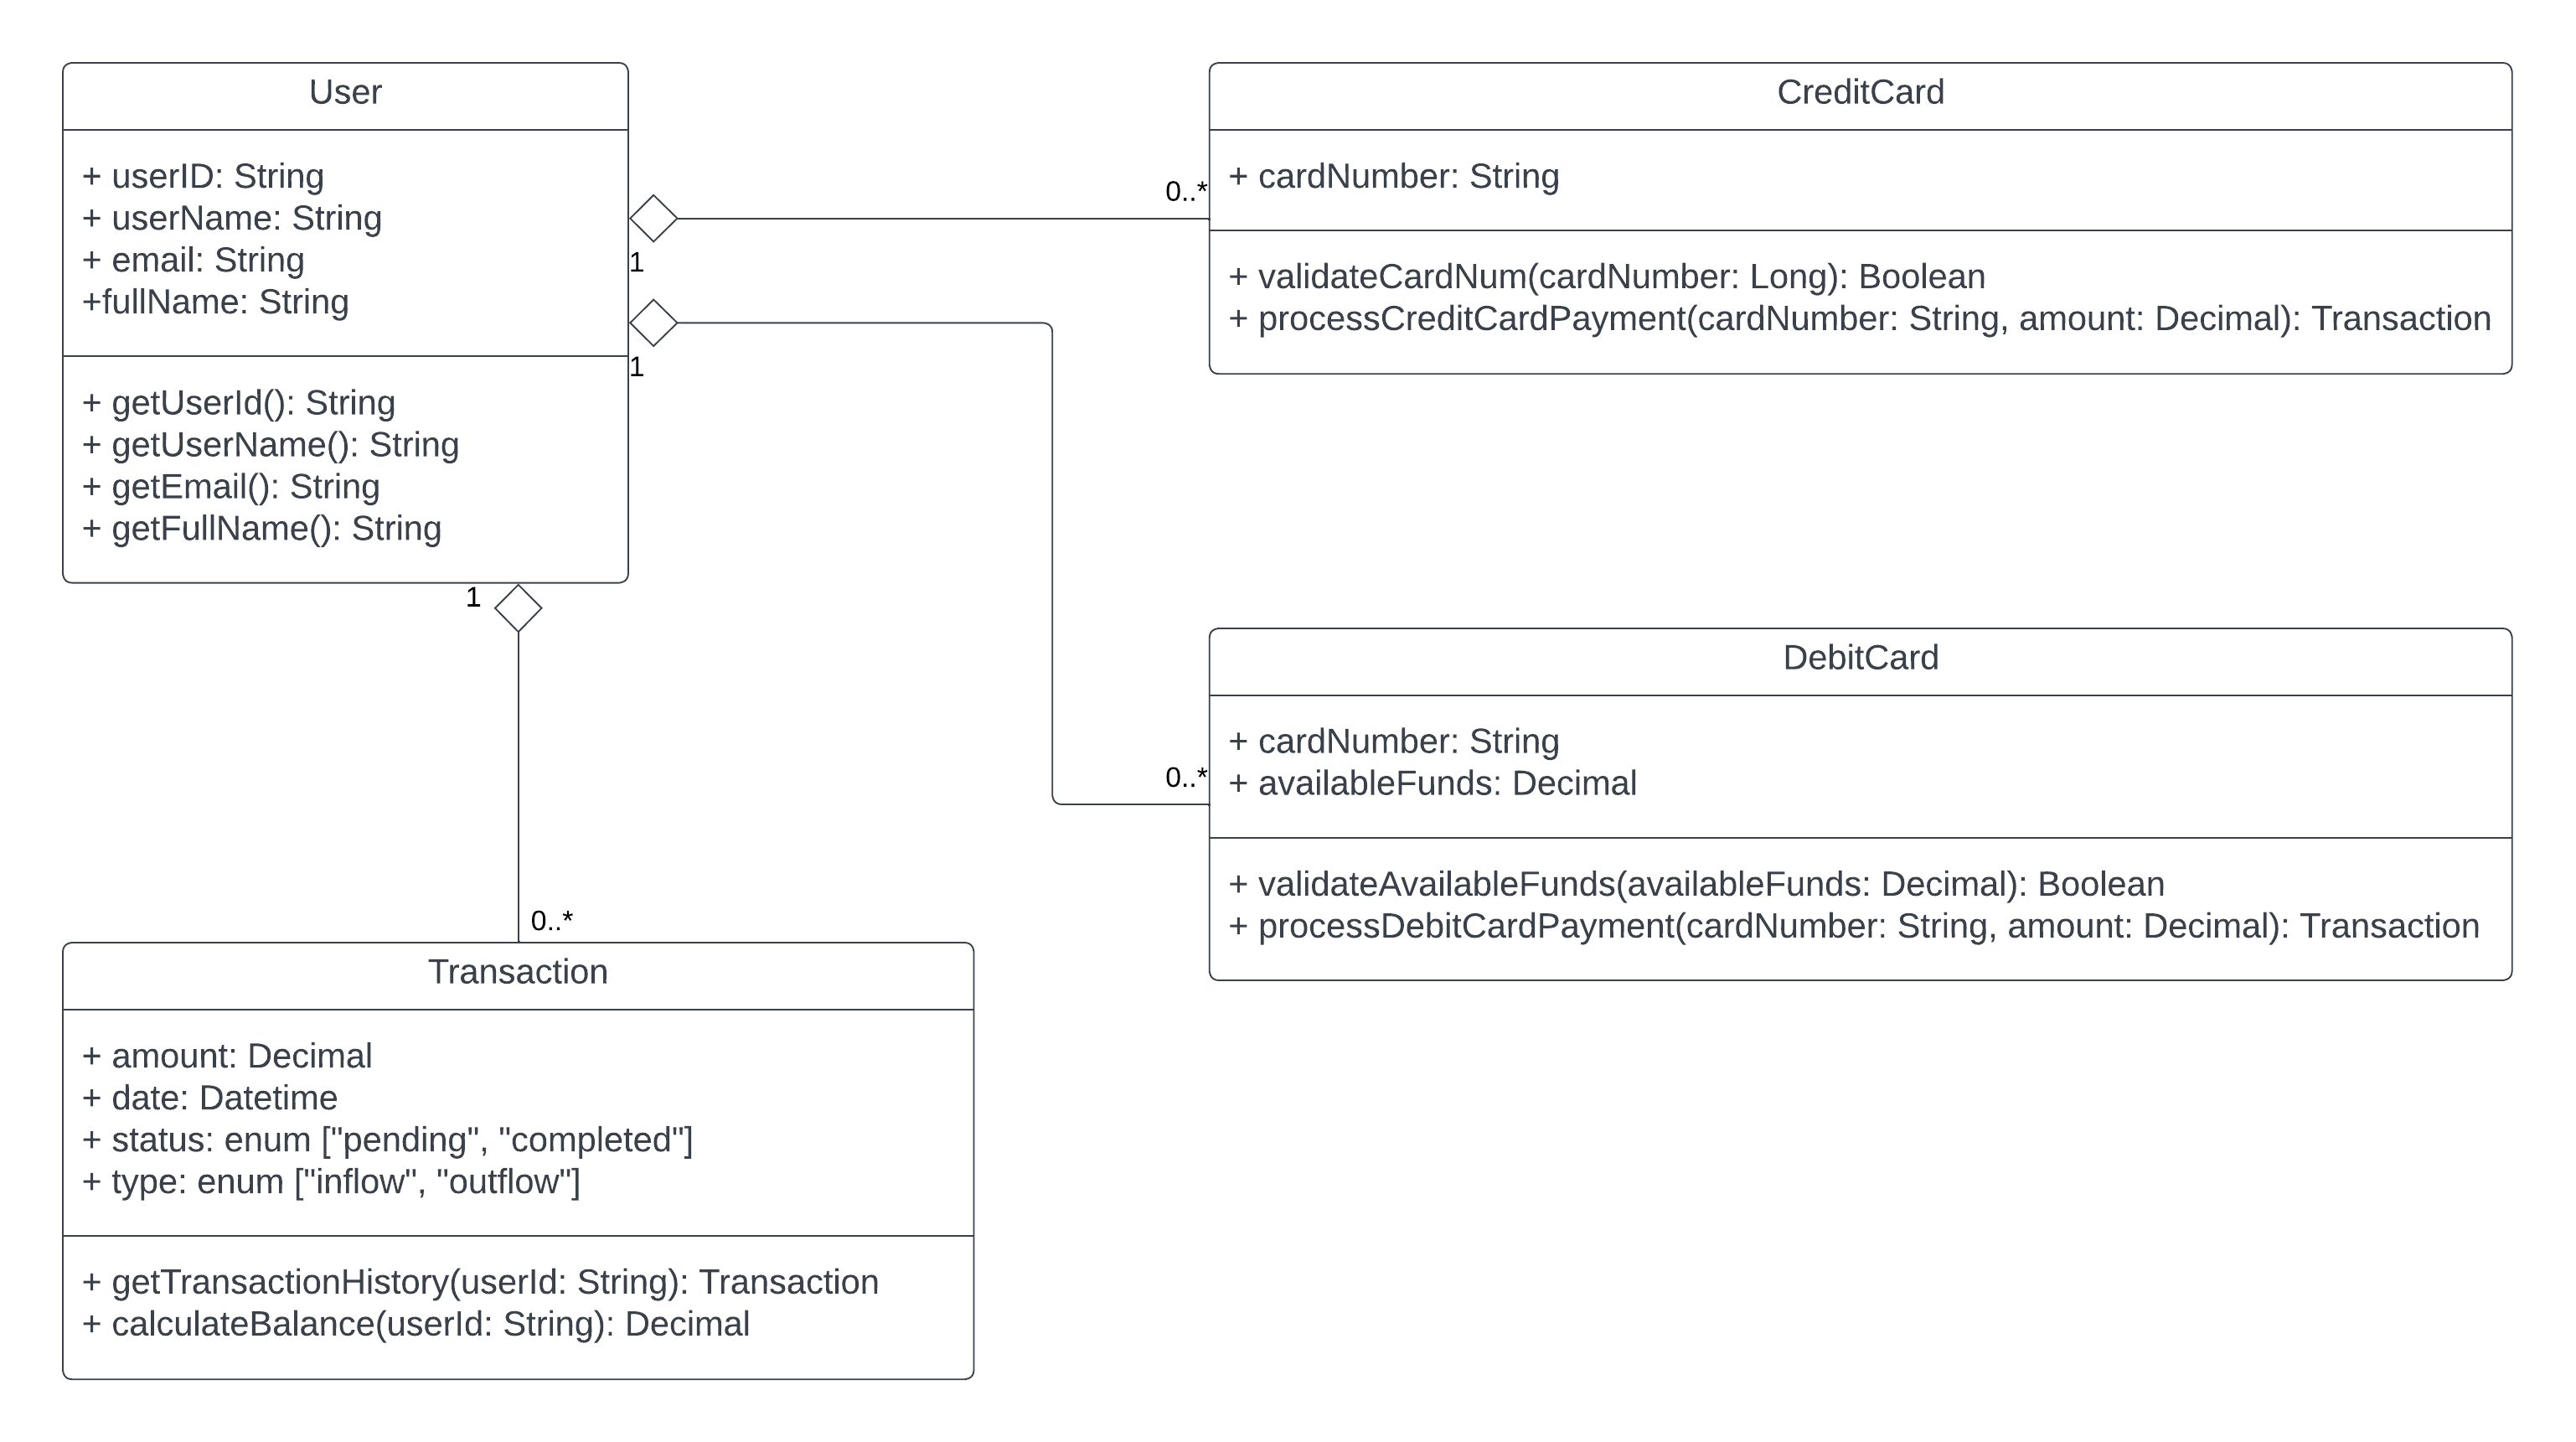 User
+ userID: String
+ userName: String
+ email: String
+fullName: String
+ getUserId(): String
+ getUserName(): String
+ getEmail(): String
+ getFullName(): String
1
0..*
1
0..*
1
0..*
CreditCard
+ cardNumber: String
+ validateCardNum(cardNumber: Long): Boolean
+ processCreditCardPayment(cardNumber: String, amount: Decimal): Transaction
DebitCard
+ cardNumber: String
+ availableFunds: Decimal
+ validateAvailableFunds(availableFunds: Decimal): Boolean
+ processDebitCardPayment(cardNumber: String, amount: Decimal): Transaction
Transaction
+ amount: Decimal
+ date: Datetime
+ status: enum ["pending", "completed"]
+ type: enum ["inflow", "outflow"]
+ getTransactionHistory(userId: String): Transaction
+ calculateBalance(userId: String): Decimal